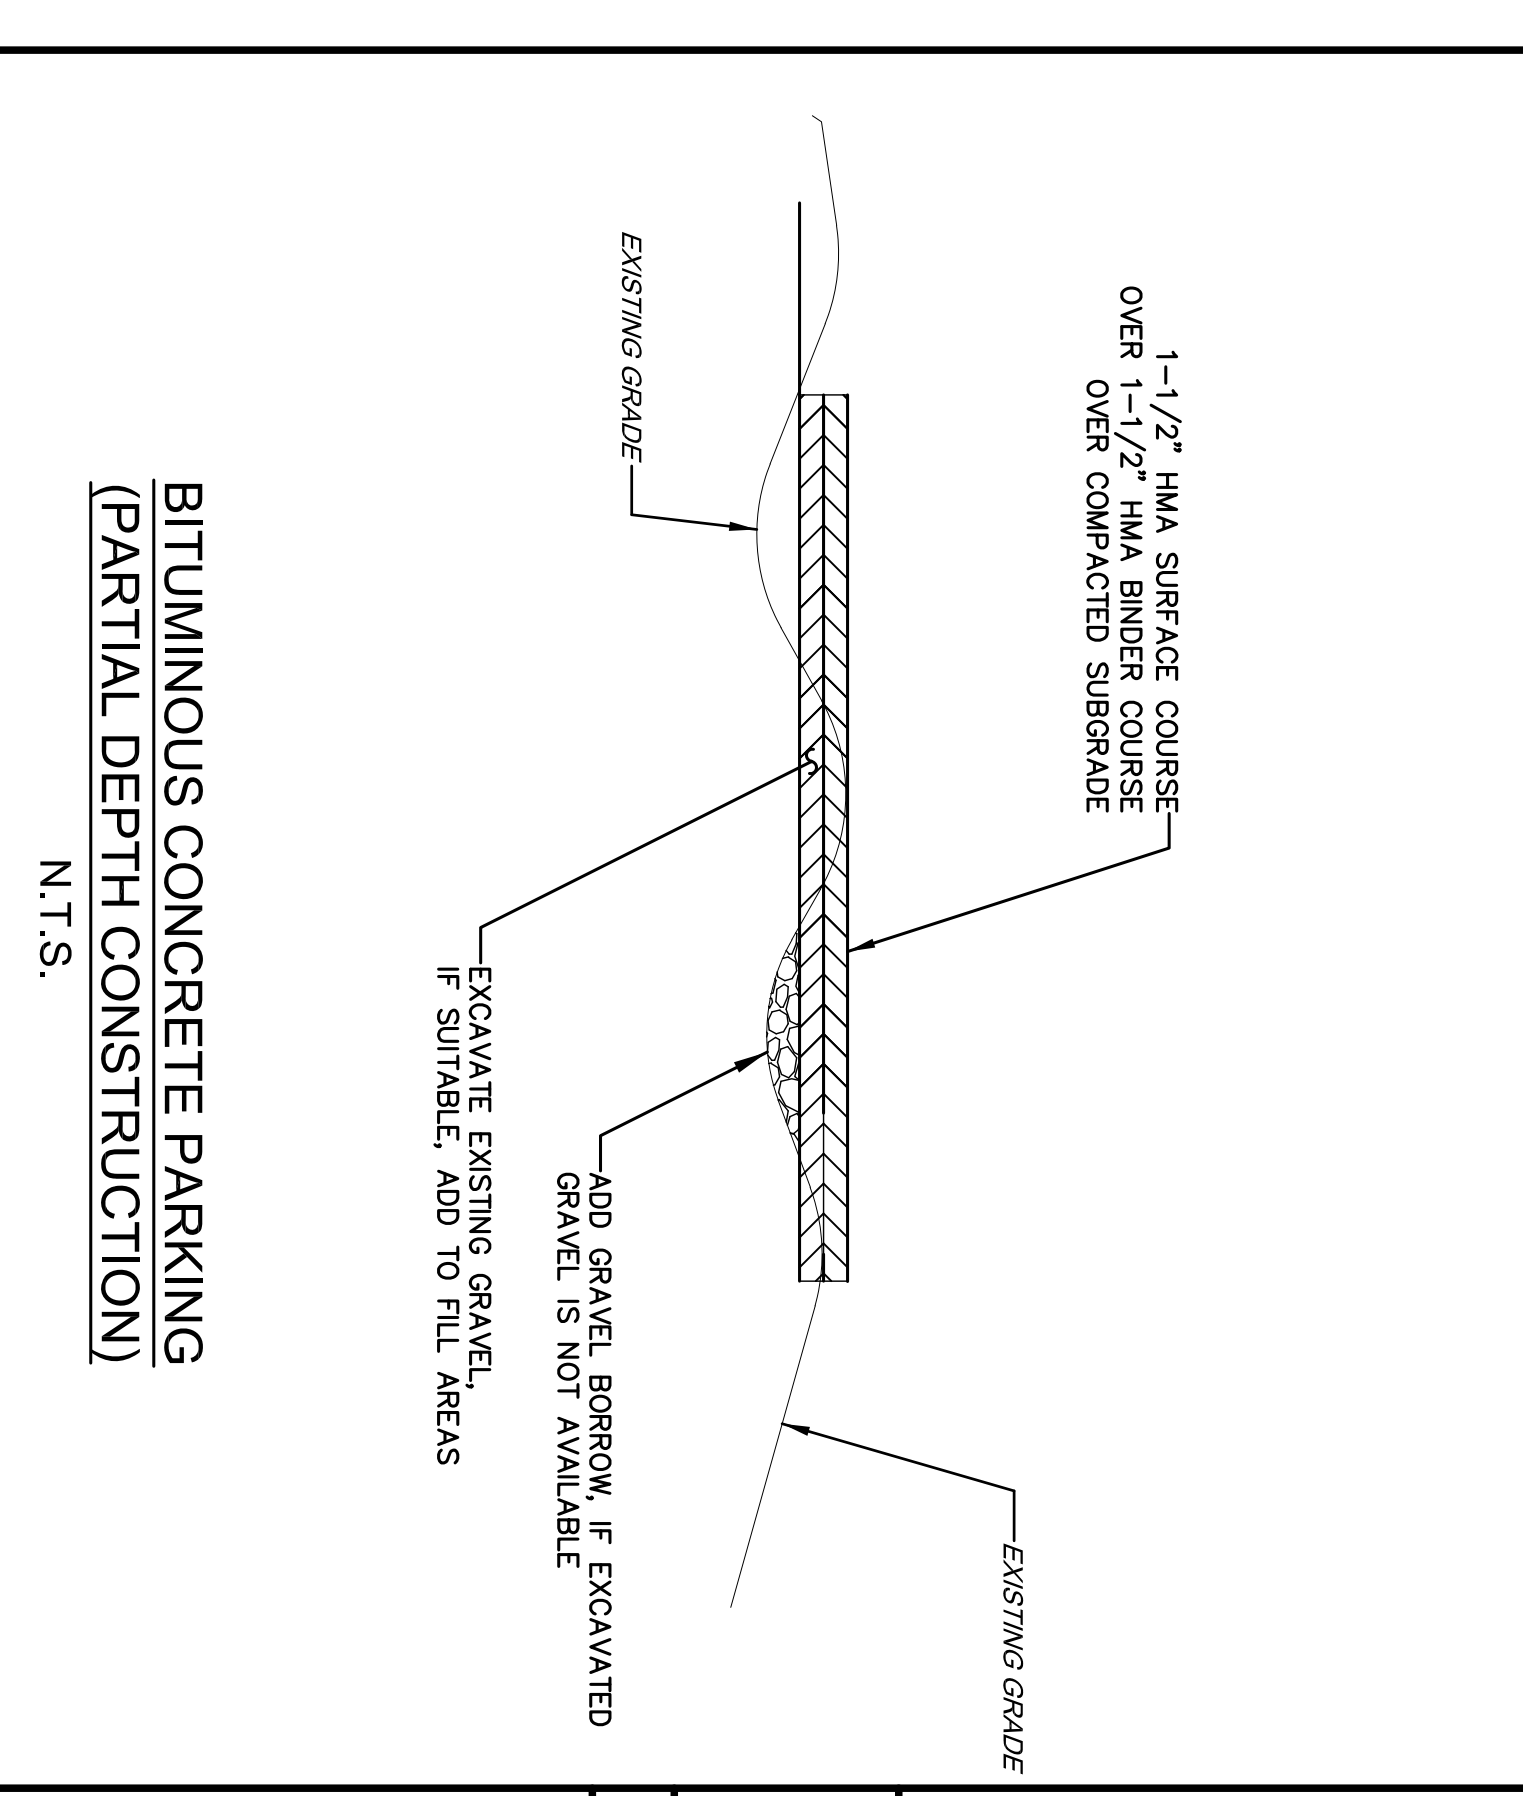 1-1/2" HMA SURFACE COURSE
OVER 1-1/2" HMA BINDER COURSE
OVER COMPACTED SUBGRADE
EXISTING GRADE
EXISTING GRADE
ADD GRAVEL BORROW, IF EXCAVATED
GRAVEL IS NOT AVAILABLE
EXCAVATE EXISTING GRAVEL,
IF SUITABLE, ADD TO FILL AREAS
BITUMINOUS CONCRETE PARKING
(PARTIAL DEPTH CONSTRUCTION)
N.T.S.